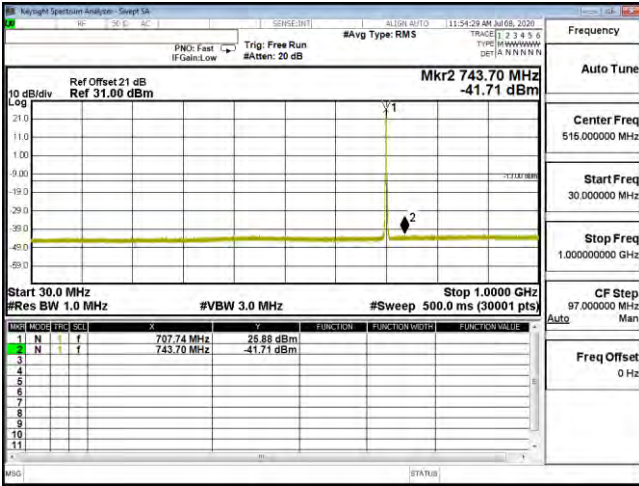 Keysight Spectrum Analyzer - Swept SA
RF 50 Ω AC SENSE:INT ALIGN AUTO 11:54:29 AM Jul 08, 2020
#Avg Type: RMS TRACE 1 2 3 4 5 6
PNO: Fast Trig: Free Run TYPE M WWWWW
IFGain:Low #Atten: 20 dB DET A N N N N N
Ref Offset 21 dB Mkr2 743.70 MHz
10 dB/div Ref 31.00 dBm -41.71 dBm
Log
1
21.0
11.0
1.00
-9.00
-13.00 dBm
-19.0
-29.0
2
-39.0
-49.0
-59.0
Start 30.0 MHz Stop 1.0000 GHz
#Res BW 1.0 MHz #VBW 3.0 MHz #Sweep 500.0 ms (30001 pts)
MKR MODE TRC SCL X Y FUNCTION FUNCTION WIDTH FUNCTION VALUE
1 N 1 f 707.74 MHz 25.88 dBm
2 N 1 f 743.70 MHz -41.71 dBm
3
4
5
6
7
8
9
10
11
MSG STATUS
Frequency
Auto Tune
Center Freq
515.000000 MHz
Start Freq
30.000000 MHz
Stop Freq
1.000000000 GHz
CF Step
97.000000 MHz
Auto Man
Freq Offset
0 Hz